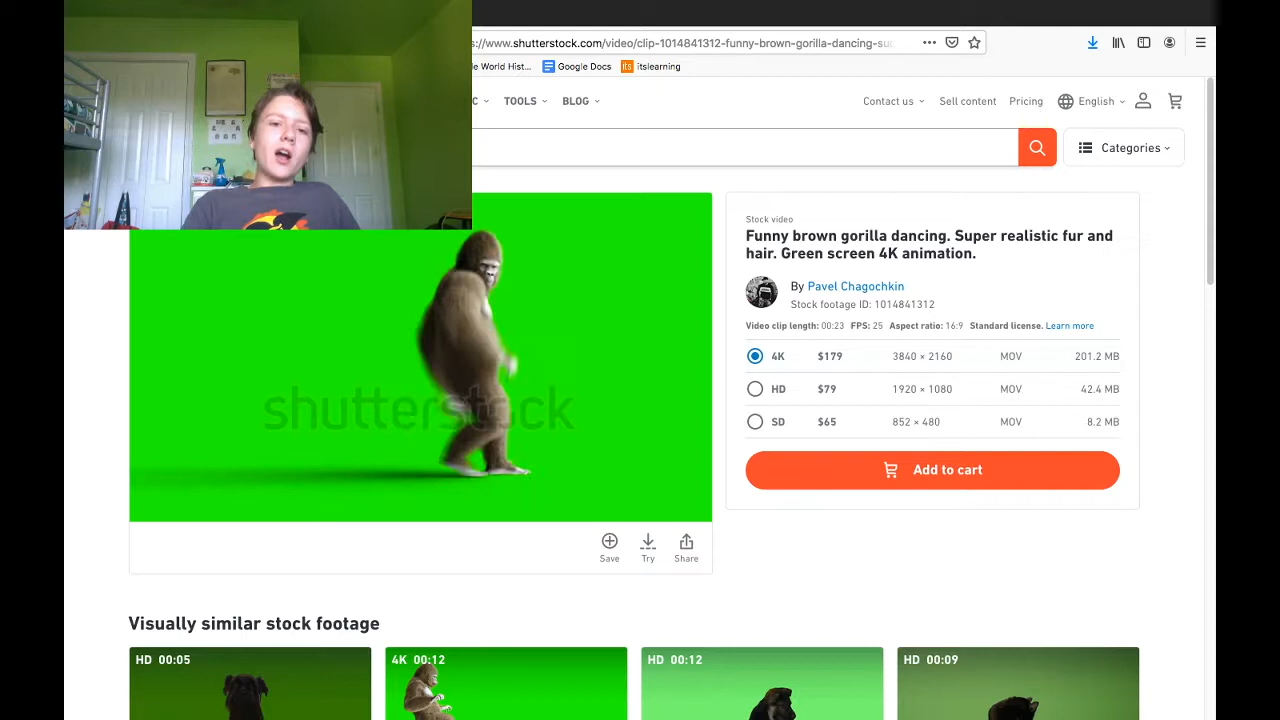 s://www.shutterstock.com/video/clip-1014841312-funny-brown-gorilla-dancing-su
le World Hist...
Google Docs
its
itslearning
C
TOOLS
BLOG
Contact us
Sell content
Pricing
English
Categories
shutterstock
Stock video
Funny brown gorilla dancing. Super realistic fur and
hair. Green screen 4K animation.
By Pavel Chagochkin
Stock footage ID: 1014841312
Video clip length: 00:23 FPS: 25 Aspect ratio: 16:9 Standard license. Learn more
4K $179 3840 × 2160 MOV 201.2 MB
HD $79 1920 × 1080 MOV 42.4 MB
SD $65 852 × 480 MOV 8.2 MB
Add to cart
Save
Try
Share
Visually similar stock footage
HD 00:05
4K 00:12
HD 00:12
HD 00:09